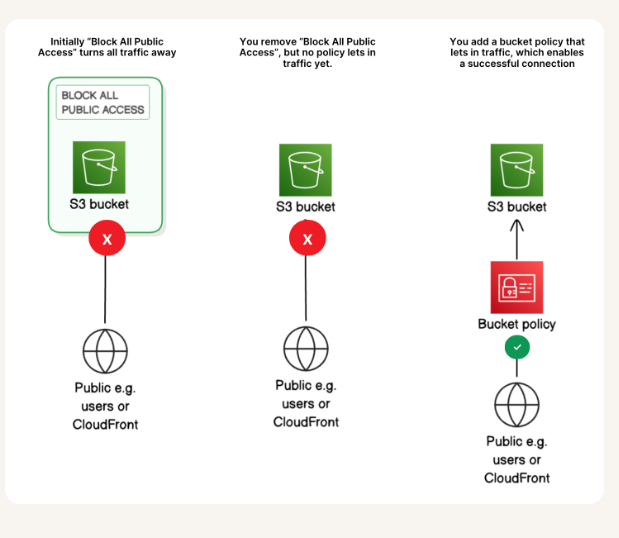 Initially “Block All Public
Access” turns all traffic away
BLOCK ALL
PUBLIC ACCESS
S3 bucket
X
Public e.g.
users or
CloudFront
You remove “Block All Public
Access”, but no policy lets in
traffic yet.
S3 bucket
X
Public e.g.
users or
CloudFront
You add a bucket policy that
lets in traffic, which enables
a successful connection
S3 bucket
Bucket policy
Public e.g.
users or
CloudFront